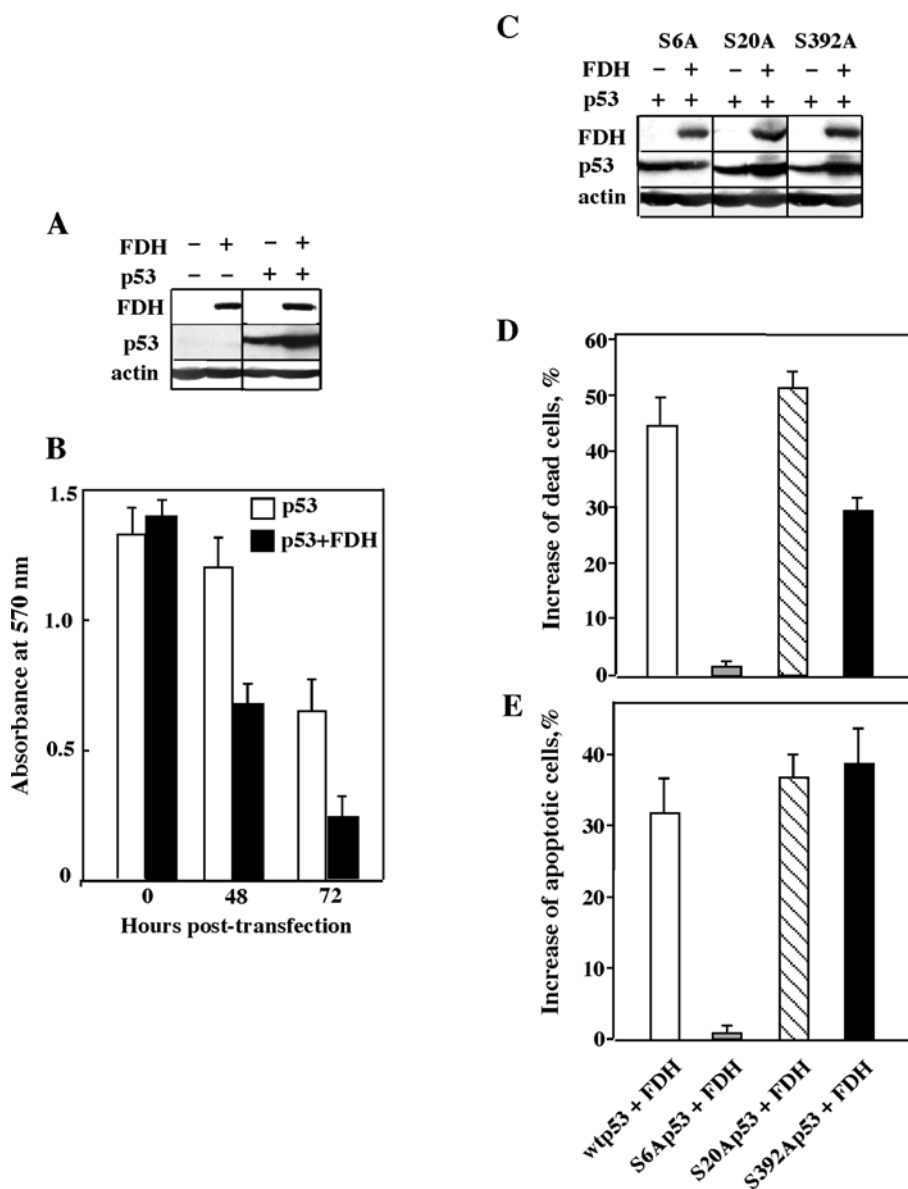 A
FDH - + - +
p53 - - + +
FDH
p53
actin
B
Absorbance at 570 nm
1.5
1.0
0.5
0
p53
p53+FDH
0 48 72
Hours post-transfection
C
S6A S20A S392A
FDH - + - + - +
p53 + + + + + +
FDH
p53
actin
D
Increase of dead cells, %
60
50
40
30
20
10
0
E
Increase of apoptotic cells,%
40
30
20
10
0
wtp53 + FDH
S6Ap53 + FDH
S20Ap53 + FDH
S392Ap53 + FDH